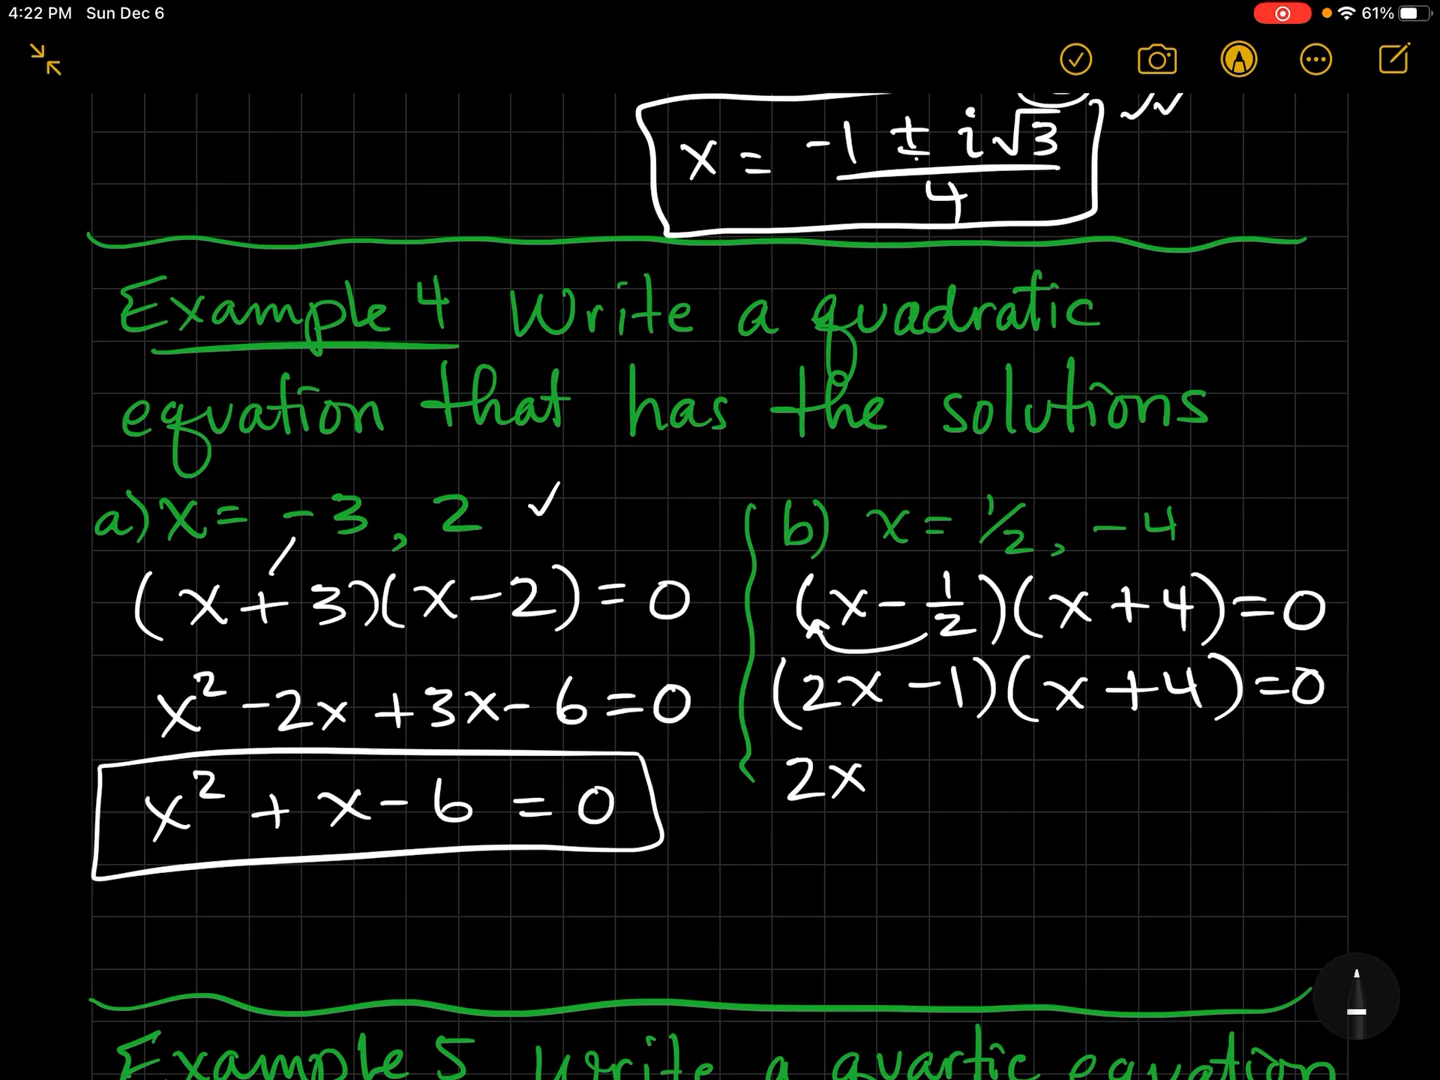 4:22 PM Sun Dec 6
61%
x = -1 ± i√3 / 4
Example 4 Write a quadratic
equation that has the solutions
a) x = -3, 2 ✓
(x + 3)(x - 2) = 0
x² - 2x + 3x - 6 = 0
x² + x - 6 = 0
b) x = 1/2, -4
(x - 1/2)(x + 4) = 0
(2x - 1)(x + 4) = 0
2x
Example 5 Write a quartic equation